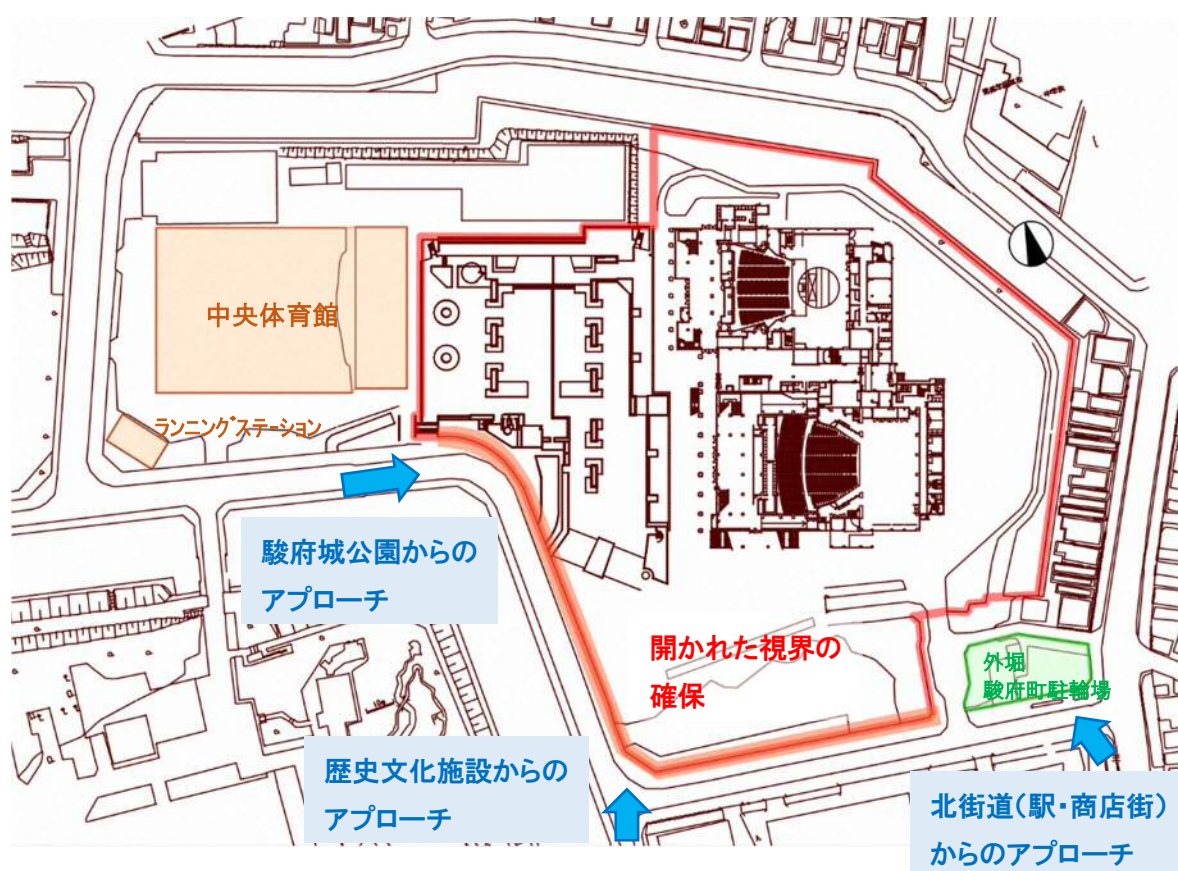 中央体育館
ランニングステーション
駿府城公園からの
アプローチ
開かれた視界の
確保
外堀
駿府町駐輪場
歴史文化施設からの
アプローチ
北街道(駅・商店街)
からのアプローチ